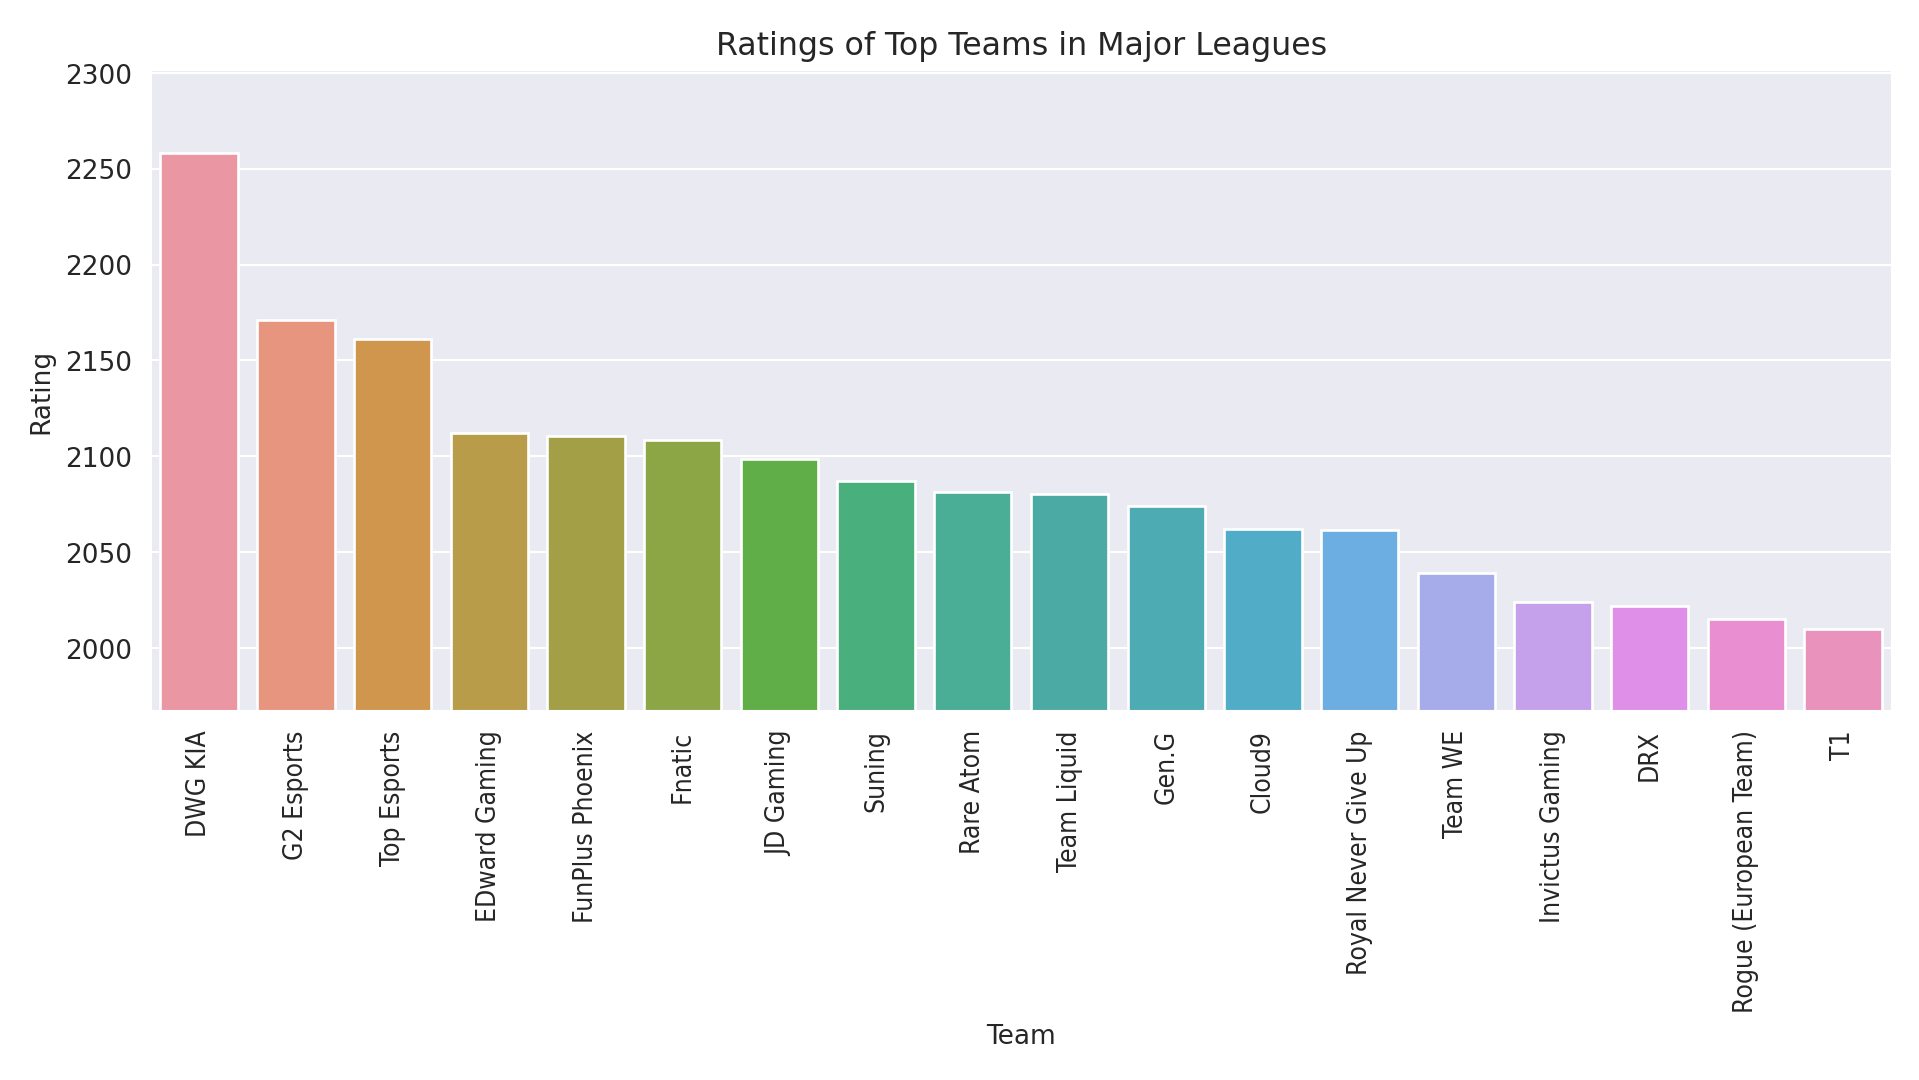 Ratings of Top Teams in Major Leagues
Rating
2300
2250
2200
2150
2100
2050
2000
DWG KIA
G2 Esports
Top Esports
EDward Gaming
FunPlus Phoenix
Fnatic
JD Gaming
Suning
Rare Atom
Team Liquid
Gen.G
Cloud9
Royal Never Give Up
Team WE
Invictus Gaming
DRX
Rogue (European Team)
T1
Team